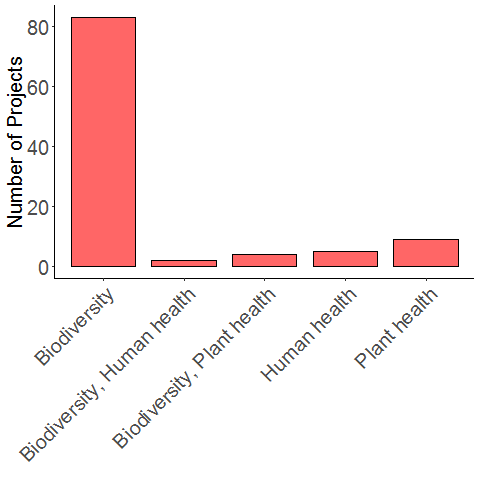 Number of Projects
80
60
40
20
0
Biodiversity
Biodiversity, Human health
Biodiversity, Plant health
Human health
Plant health